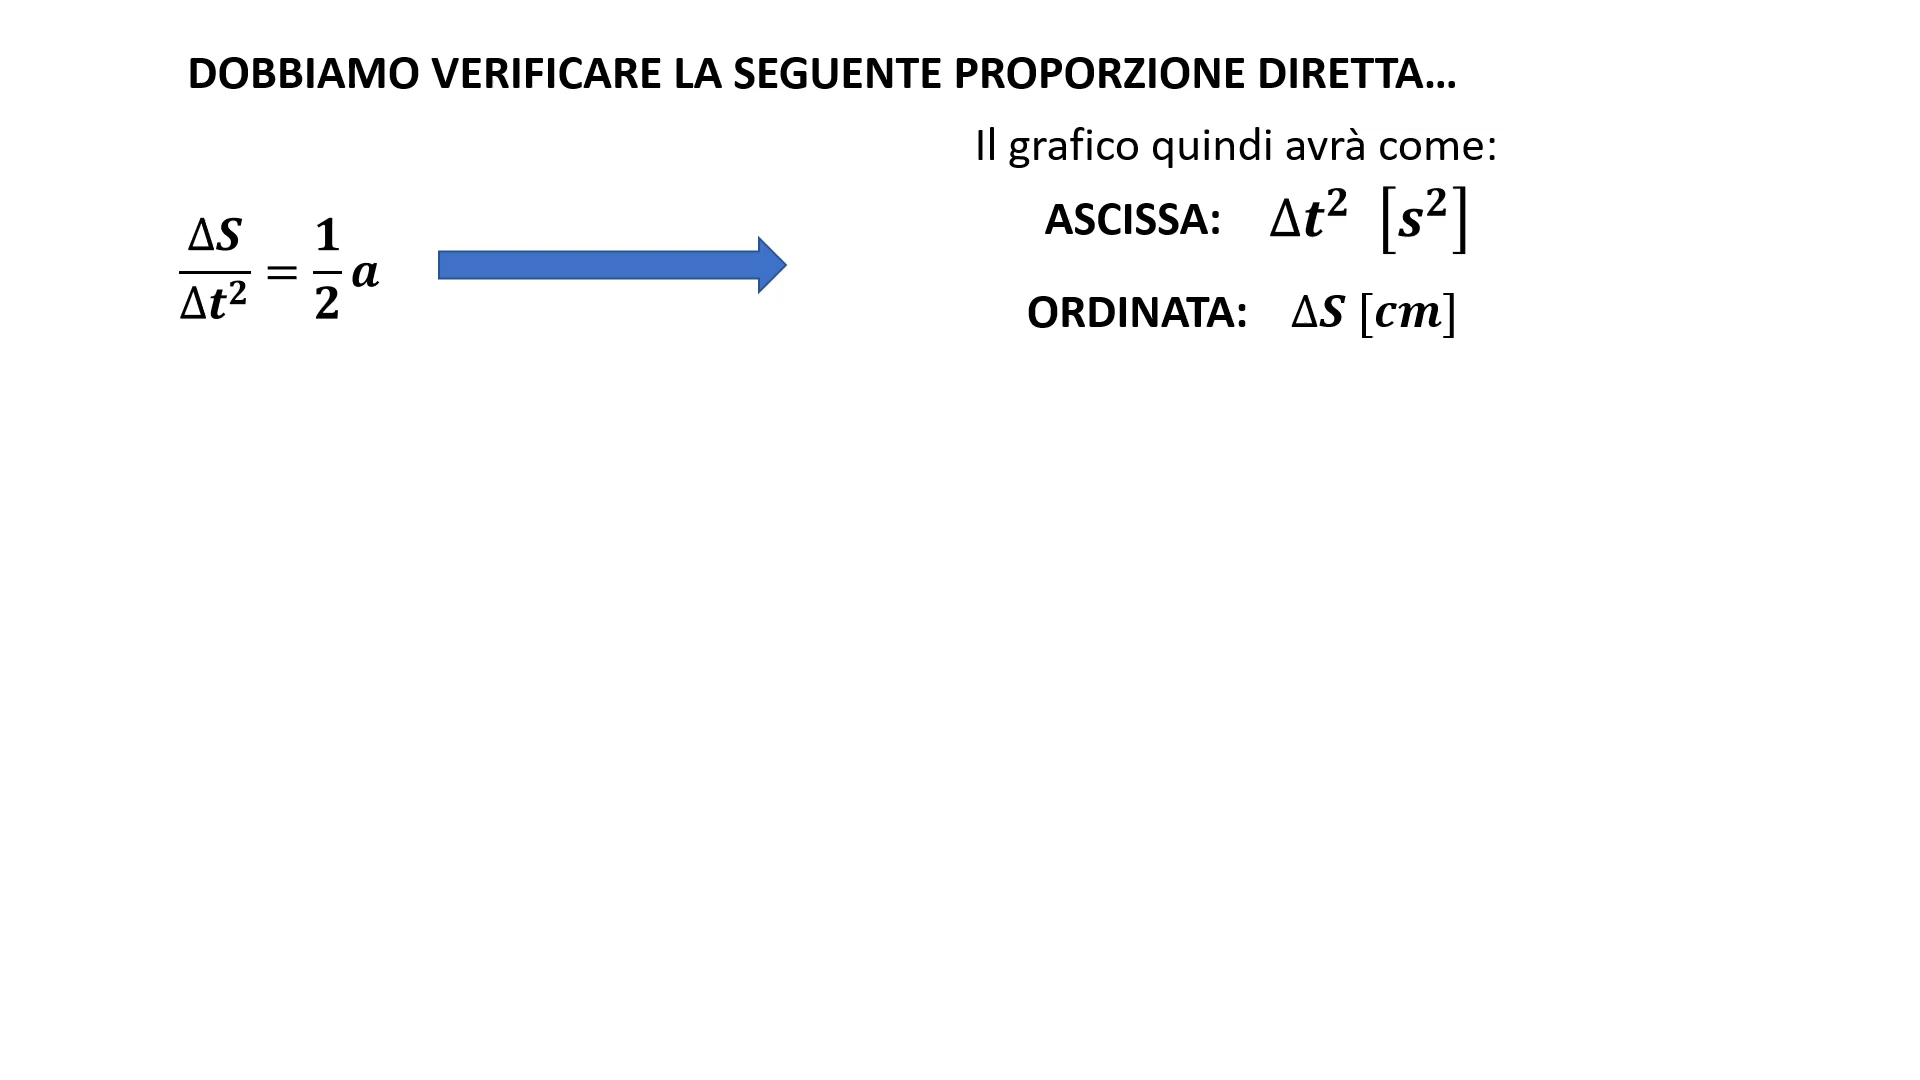 DOBBIAMO VERIFICARE LA SEGUENTE PROPORZIONE DIRETTA…
Il grafico quindi avrà come:
ASCISSA: Δt² [s²]
ΔS/Δt² = 1/2 a
ORDINATA: ΔS [cm]